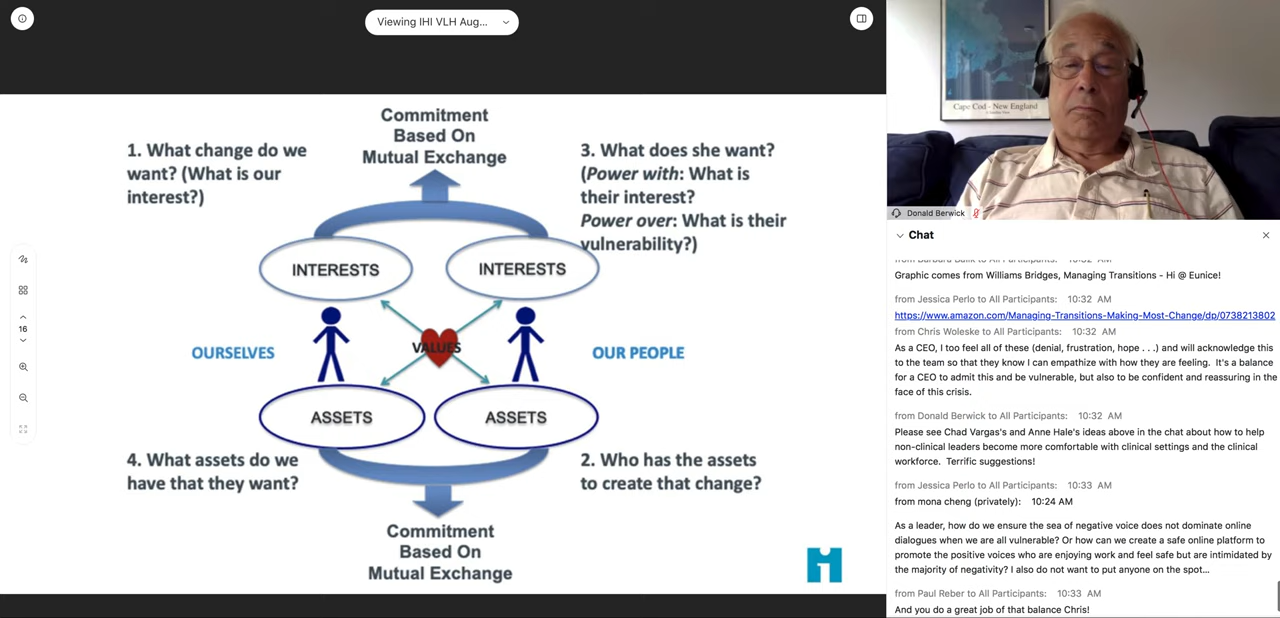 Viewing IHI VLH Aug...
Commitment
Based On
Mutual Exchange
1. What change do we
want? (What is our
interest?)
3. What does she want?
(Power with: What is
their interest?
Power over: What is their
vulnerability?)
INTERESTS
INTERESTS
OURSELVES
VALUES
OUR PEOPLE
ASSETS
ASSETS
4. What assets do we
have that they want?
2. Who has the assets
to create that change?
Commitment
Based On
Mutual Exchange
16
Cape Cod - New England
Donald Berwick
Chat
Graphic comes from Williams Bridges, Managing Transitions - Hi @ Eunice!
from Jessica Perlo to All Participants: 10:32 AM
https://www.amazon.com/Managing-Transitions-Making-Most-Change/dp/0738213802
from Chris Woleske to All Participants: 10:32 AM
As a CEO, I too feel all of these (denial, frustration, hope . . .) and will acknowledge this
to the team so that they know I can empathize with how they are feeling. It's a balance
for a CEO to admit this and be vulnerable, but also to be confident and reassuring in the
face of this crisis.
from Donald Berwick to All Participants: 10:32 AM
Please see Chad Vargas's and Anne Hale's ideas above in the chat about how to help
non-clinical leaders become more comfortable with clinical settings and the clinical
workforce. Terrific suggestions!
from Jessica Perlo to All Participants: 10:33 AM
from mona cheng (privately): 10:24 AM
As a leader, how do we ensure the sea of negative voice does not dominate online
dialogues when we are all vulnerable? Or how can we create a safe online platform to
promote the positive voices who are enjoying work and feel safe but are intimidated by
the majority of negativity? I also do not want to put anyone on the spot...
from Paul Reber to All Participants: 10:33 AM
And you do a great job of that balance Chris!